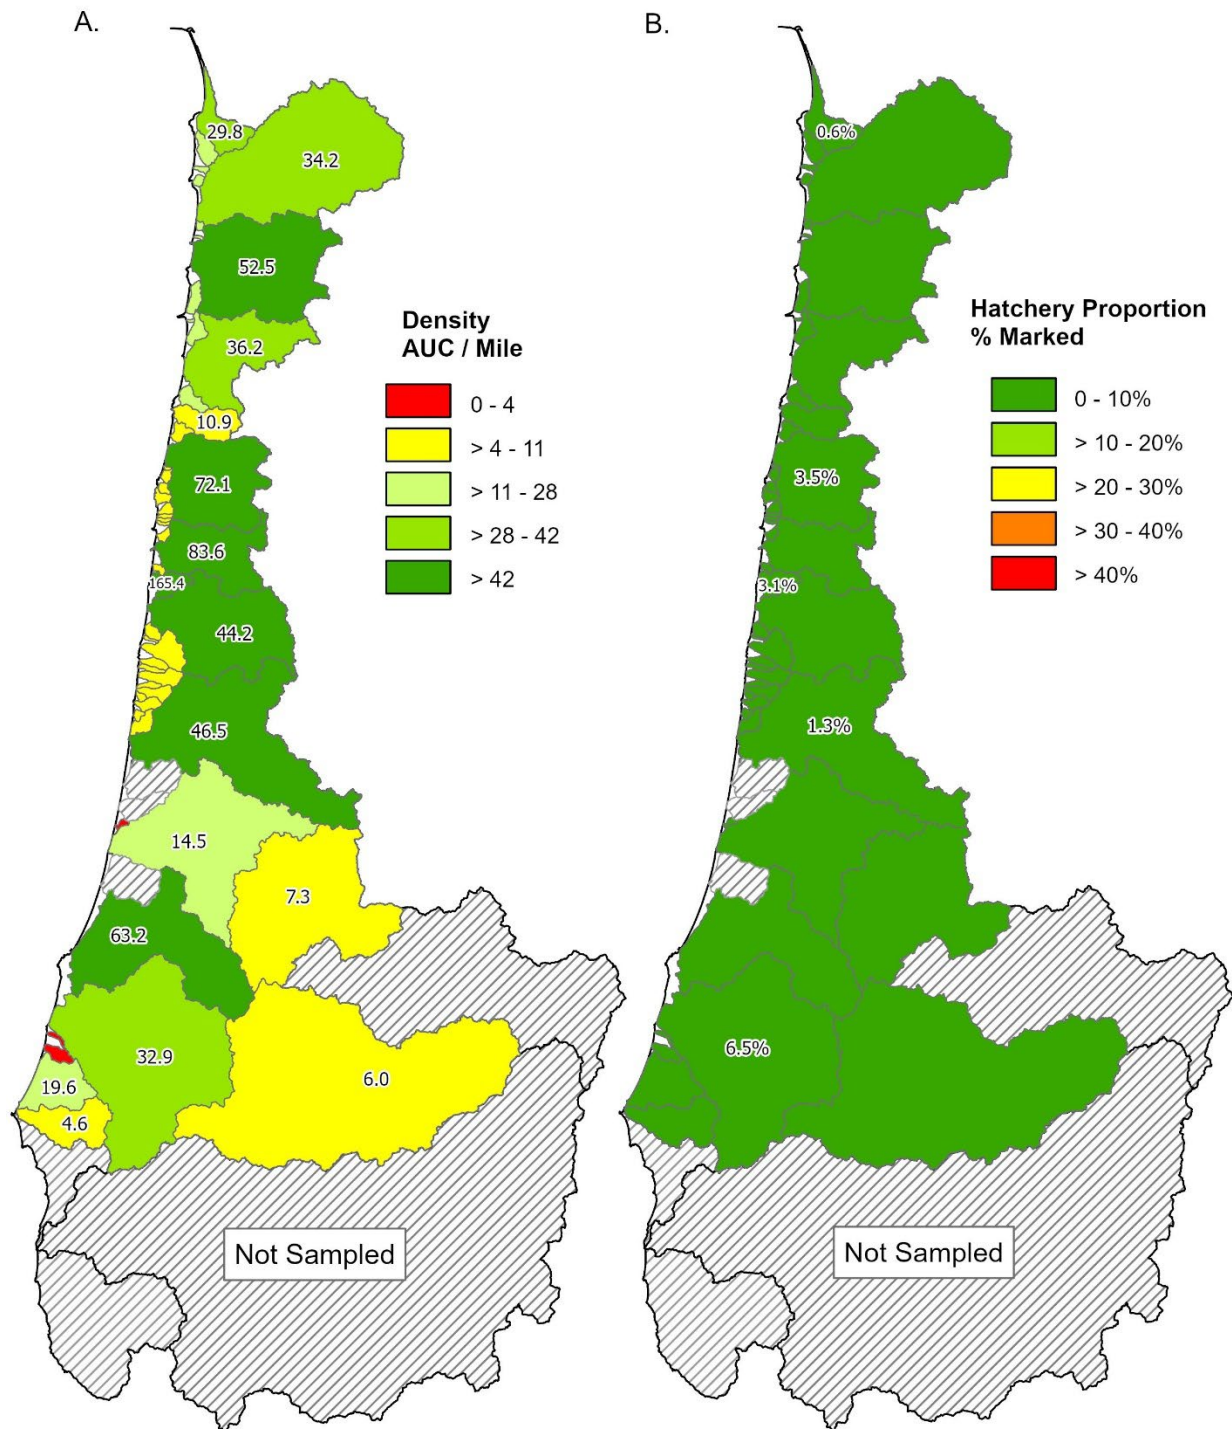 A.
29.8
34.2
52.5
36.2
10.9
72.1
83.6
165.4
44.2
46.5
14.5
7.3
63.2
32.9
6.0
19.6
4.6
Not Sampled
Density
AUC / Mile
0 - 4
> 4 - 11
> 11 - 28
> 28 - 42
> 42
B.
0.6%
3.5%
3.1%
1.3%
6.5%
Not Sampled
Hatchery Proportion
% Marked
0 - 10%
> 10 - 20%
> 20 - 30%
> 30 - 40%
> 40%